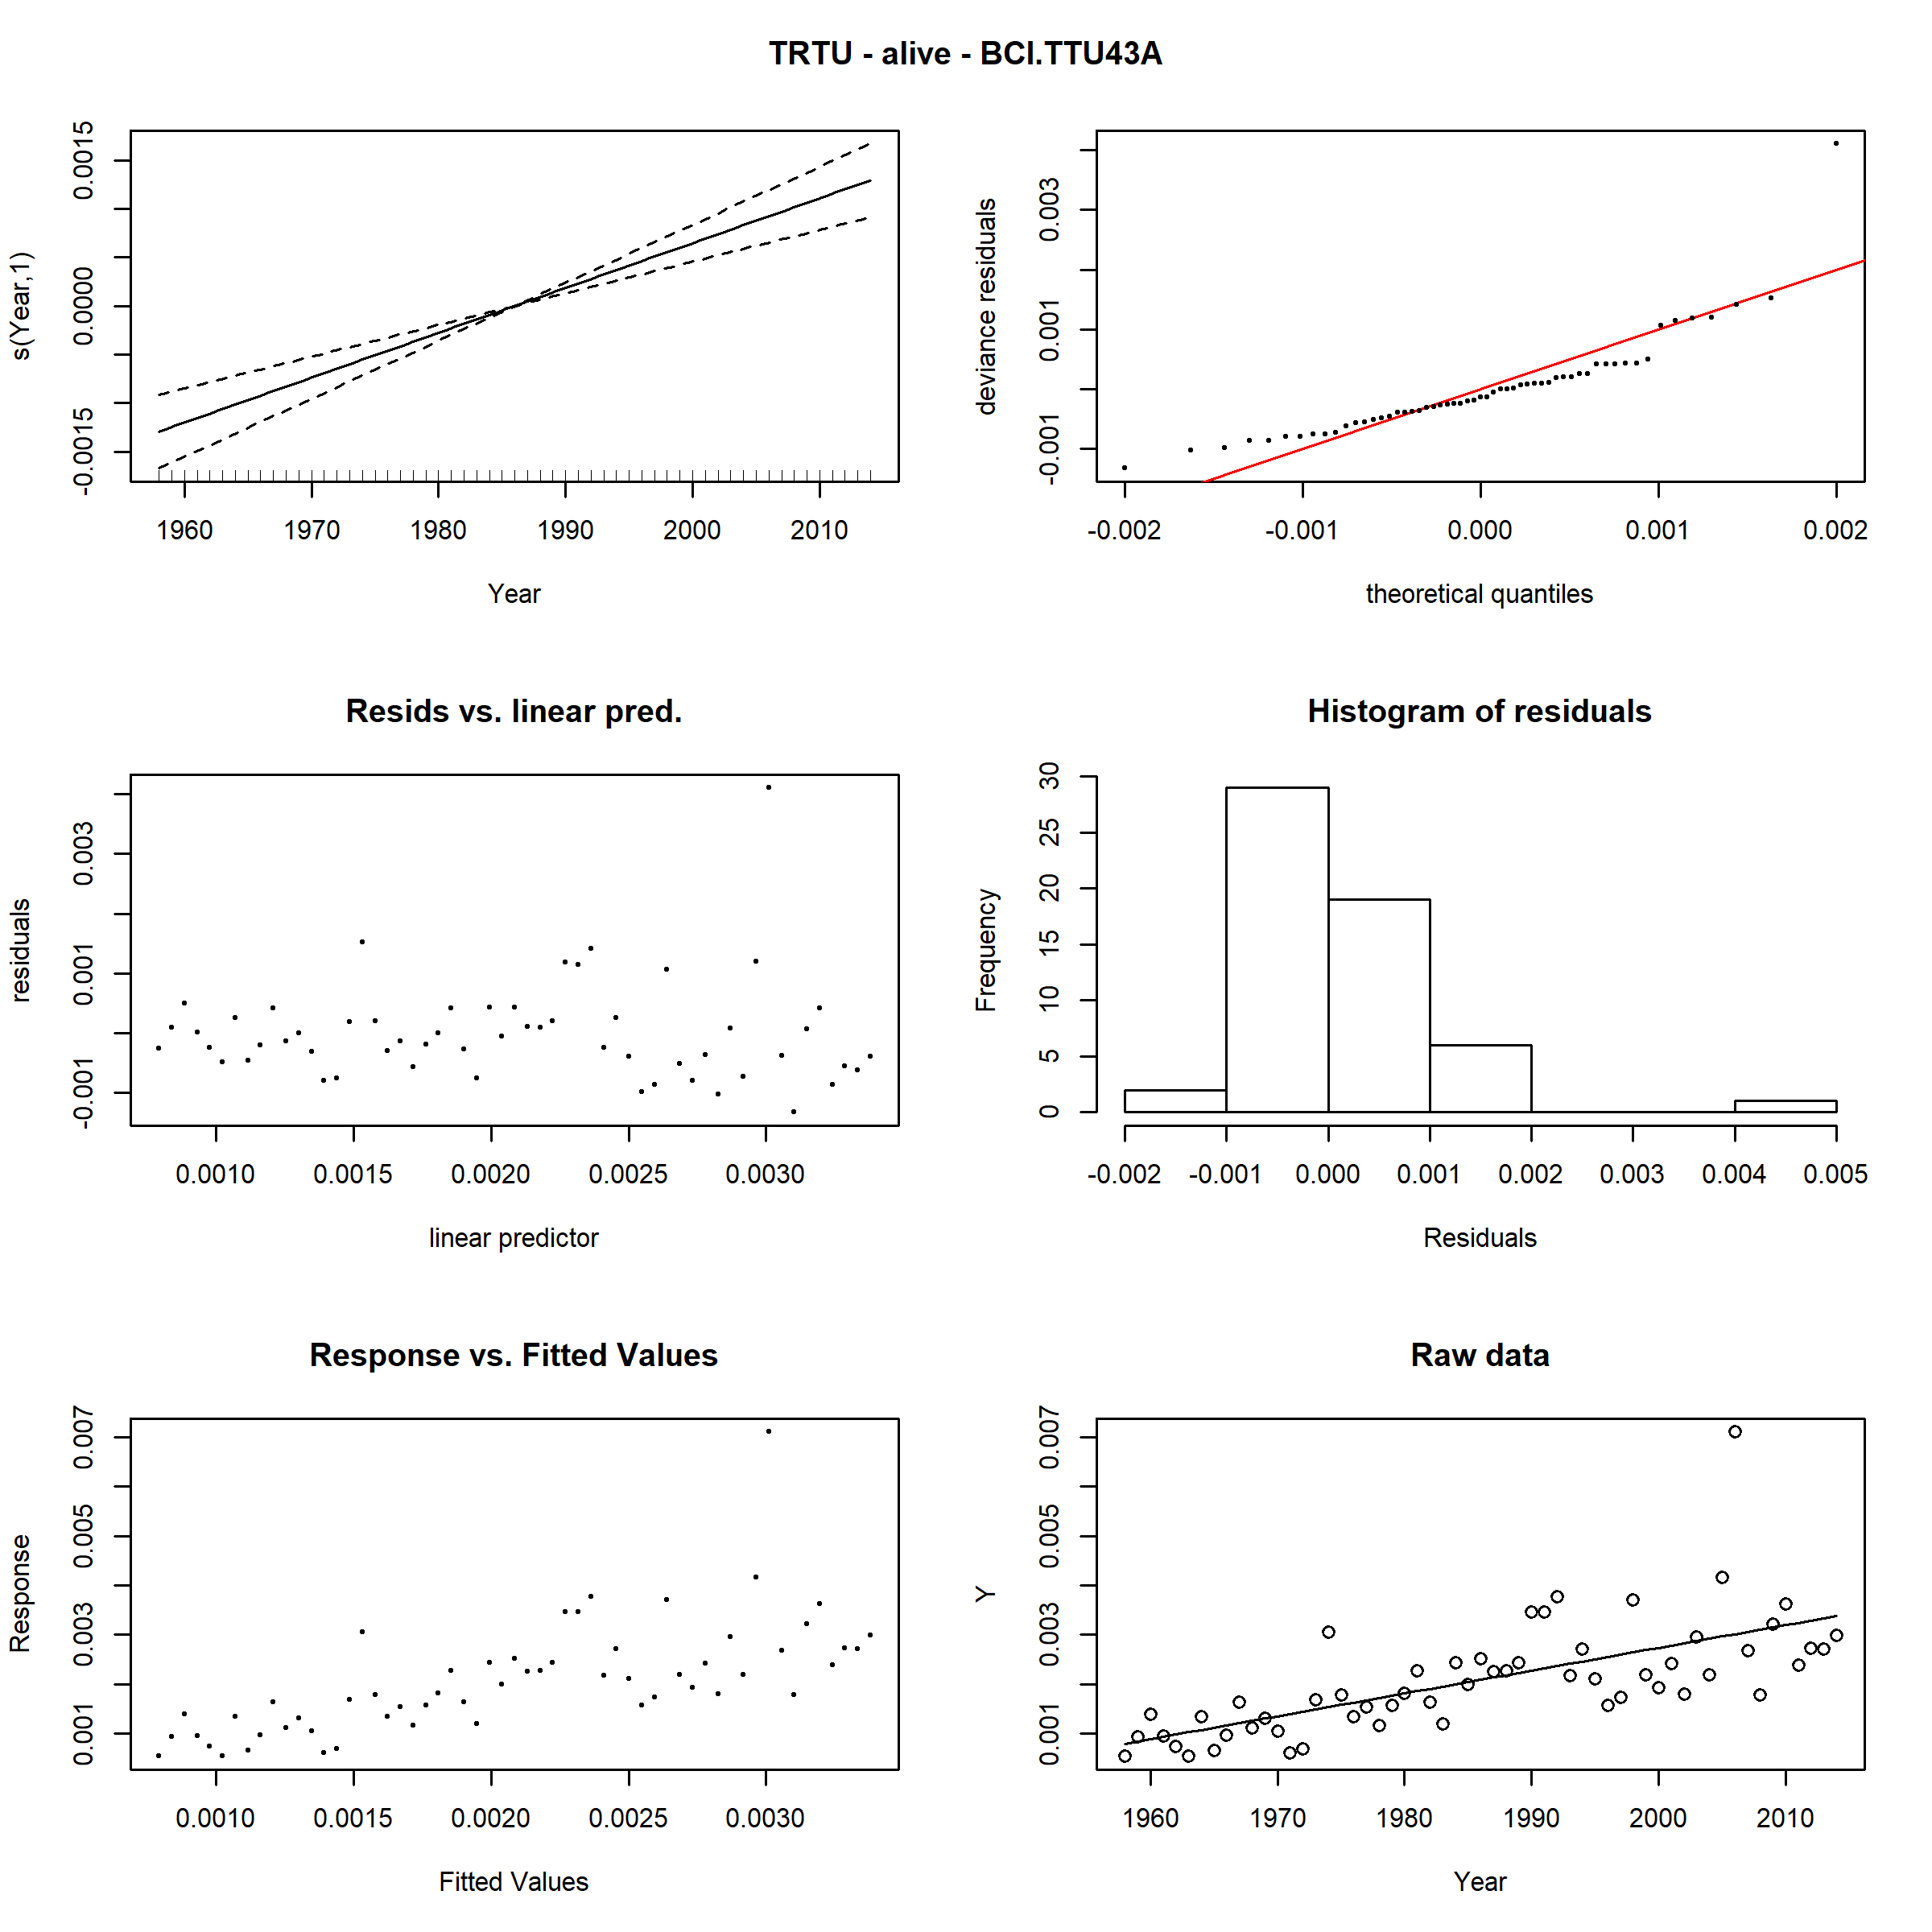 TRTU - alive - BCI.TTU43A
s(Year,1)
-0.0015 0.0000 0.0015
1960 1970 1980 1990 2000 2010
Year
deviance residuals
-0.001 0.001 0.003
-0.002 -0.001 0.000 0.001 0.002
theoretical quantiles
Resids vs. linear pred.
residuals
-0.001 0.001 0.003
0.0010 0.0015 0.0020 0.0025 0.0030
linear predictor
Histogram of residuals
Frequency
0 5 10 15 20 25 30
-0.002 -0.001 0.000 0.001 0.002 0.003 0.004 0.005
Residuals
Response vs. Fitted Values
Response
0.001 0.003 0.005 0.007
0.0010 0.0015 0.0020 0.0025 0.0030
Fitted Values
Raw data
Y
0.001 0.003 0.005 0.007
1960 1970 1980 1990 2000 2010
Year